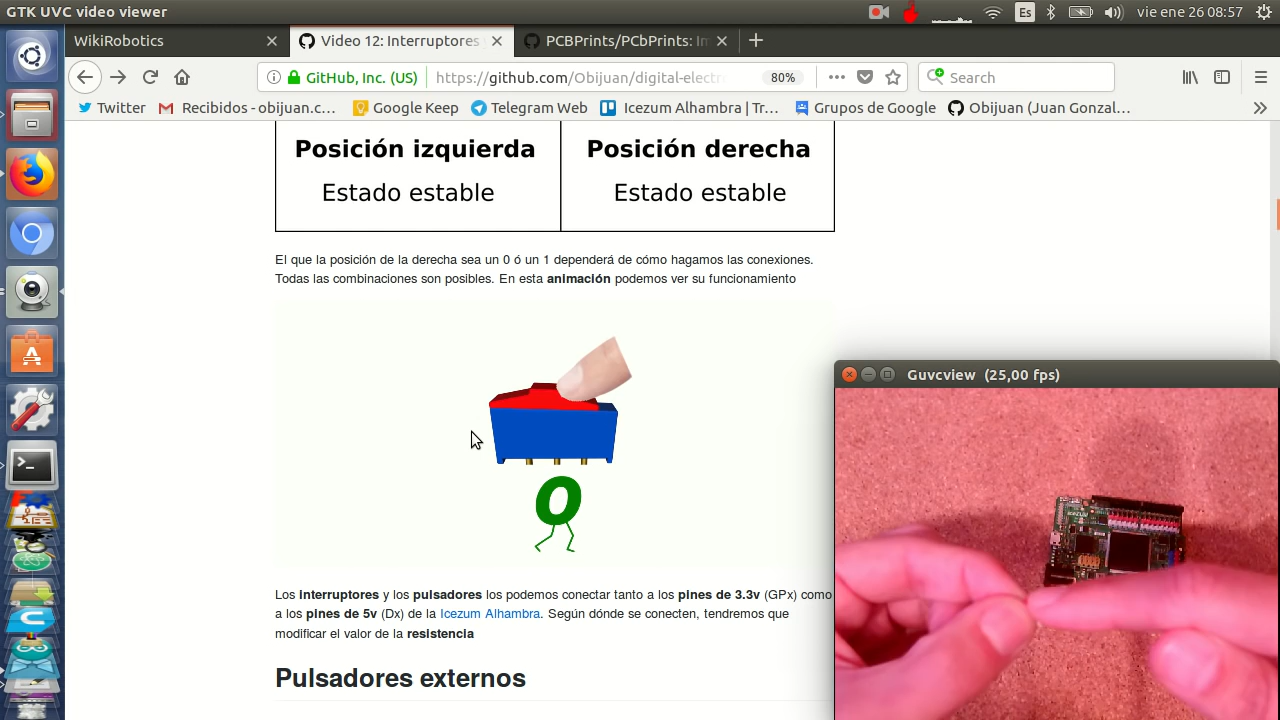 GTK UVC video viewer
Es
vie ene 26 08:57
WikiRobotics
Video 12: Interruptores
PCBPrints/PcbPrints: Im
GitHub, Inc. (US)
https://github.com/Obijuan/digital-electr
80%
Search
Twitter
Recibidos - obijuan.c…
Google Keep
Telegram Web
Icezum Alhambra | Tr…
Grupos de Google
Obijuan (Juan Gonzal…
Posición izquierda
Posición derecha
Estado estable
Estado estable
El que la posición de la derecha sea un 0 ó un 1 dependerá de cómo hagamos las conexiones.
Todas las combinaciones son posibles. En esta animación podemos ver su funcionamiento
0
Los interruptores y los pulsadores los podemos conectar tanto a los pines de 3.3v (GPx) como
a los pines de 5v (Dx) de la Icezum Alhambra. Según dónde se conecten, tendremos que
modificar el valor de la resistencia
Pulsadores externos
Guvcview (25,00 fps)